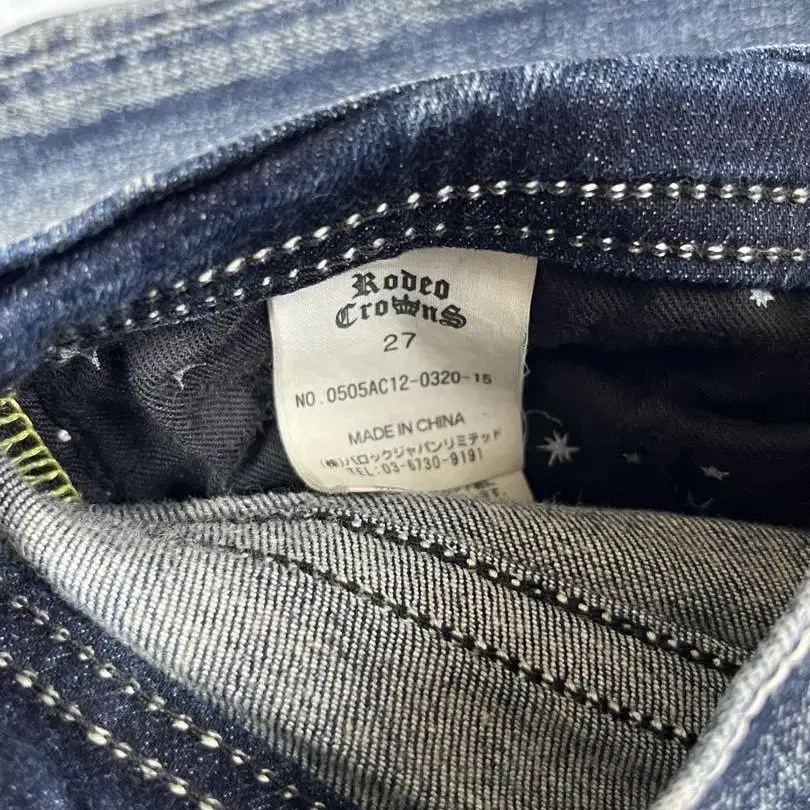 Rodeo
Crowns
27
NO.0505AC12-0320-15
MADE IN CHINA
(株)バロックジャパンリミテッド
TEL:03-6730-9191